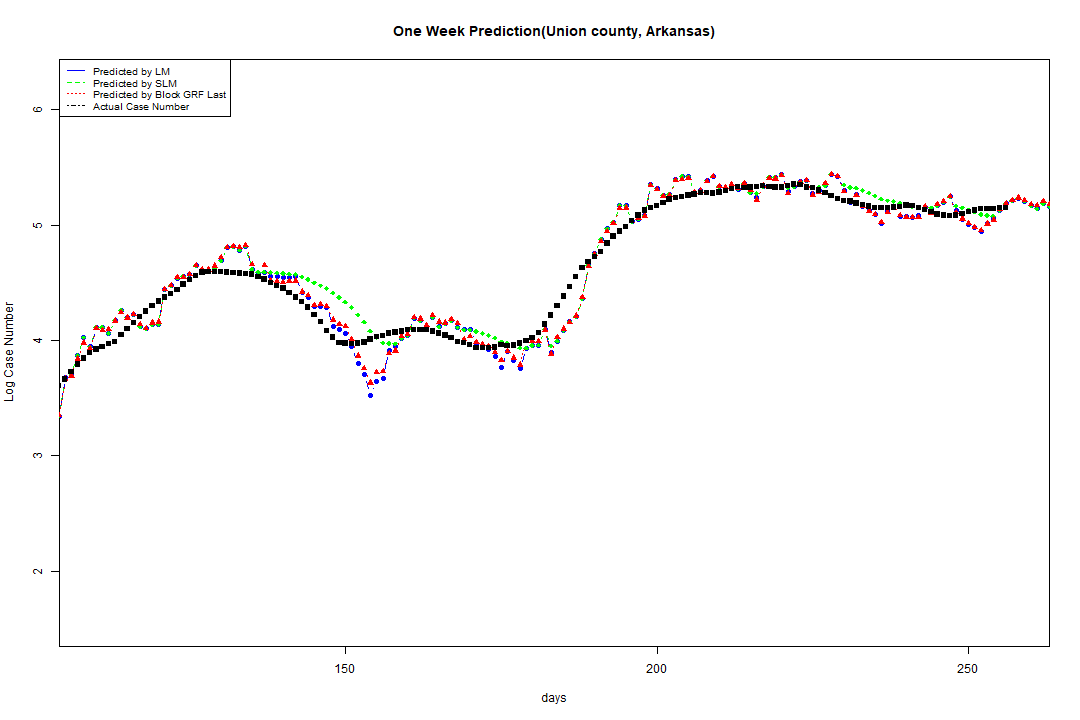 One Week Prediction(Union county, Arkansas)
Predicted by LM
Predicted by SLM
Predicted by Block GRF Last
Actual Case Number
6
5
4
3
2
Log Case Number
150
200
250
days